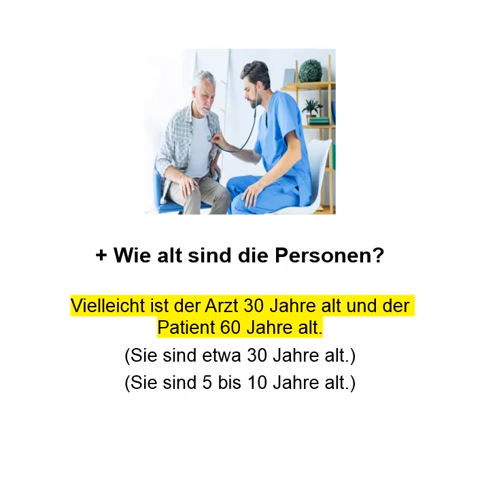 + Wie alt sind die Personen?
Vielleicht ist der Arzt 30 Jahre alt und der
Patient 60 Jahre alt.
(Sie sind etwa 30 Jahre alt.)
(Sie sind 5 bis 10 Jahre alt.)